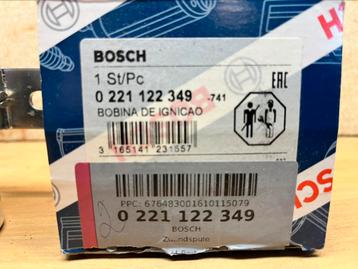 BOSCH
1 St/Pc
0 221 122 349 -741
EAC
BOBINA DE IGNICAO
3 165141 231557
PPC: 676483001610115079
0 221 122 349
BOSCH
Zündspule